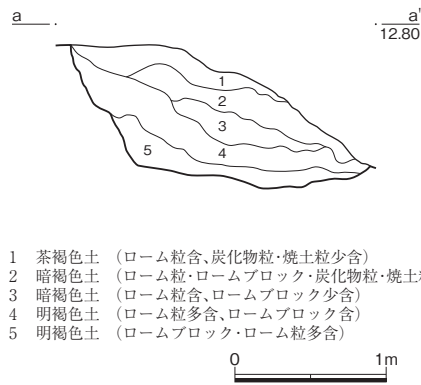 a a'
12.80
1
2
3
4
5
1 茶褐色土 (ローム粒含、炭化物粒・焼土粒少含)
2 暗褐色土 (ローム粒・ロームブロック・炭化物粒・焼土
3 暗褐色土 (ローム粒含、ロームブロック少含)
4 明褐色土 (ローム粒多含、ロームブロック含)
5 明褐色土 (ロームブロック・ローム粒多含)
0 1m